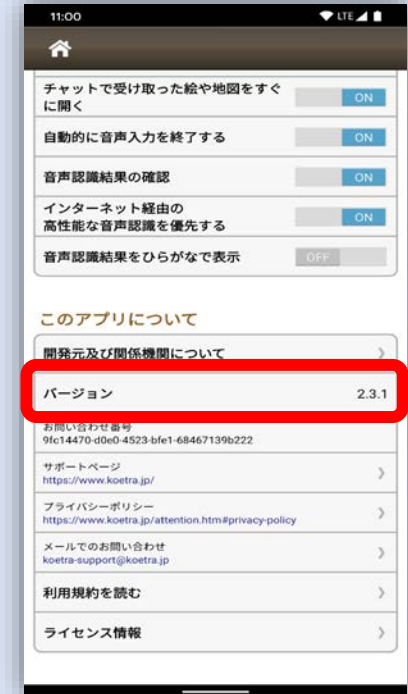 11:00 LTE
チャットで受け取った絵や地図をすぐ
に開く ON
自動的に音声入力を終了する ON
音声認識結果の確認 ON
インターネット経由の
高性能な音声認識を優先する ON
音声認識結果をひらがなで表示 OFF
このアプリについて
開発元及び関係機関について
バージョン 2.3.1
お問い合わせ番号
9fc14470-d0e0-4523-bfe1-68467139b222
サポートページ
https://www.koetra.jp/
プライバシーポリシー
https://www.koetra.jp/attention.htm#privacy-policy
メールでのお問い合わせ
koetra-support@koetra.jp
利用規約を読む
ライセンス情報